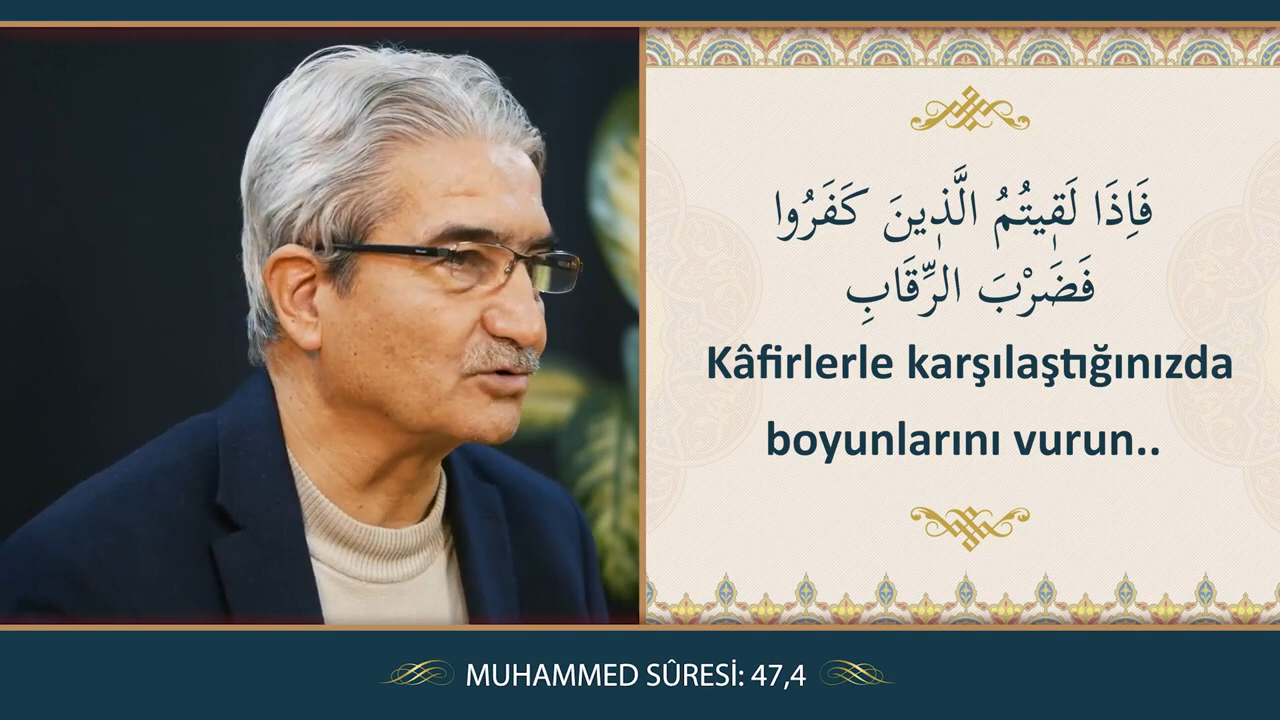 فَاِذَا لَقٖيتُمُ الَّذٖينَ كَفَرُوا
فَضَرْبَ الرِّقَابِ
Kâfirlerle karşılaştığınızda
boyunlarını vurun..
MUHAMMED SÛRESİ: 47,4